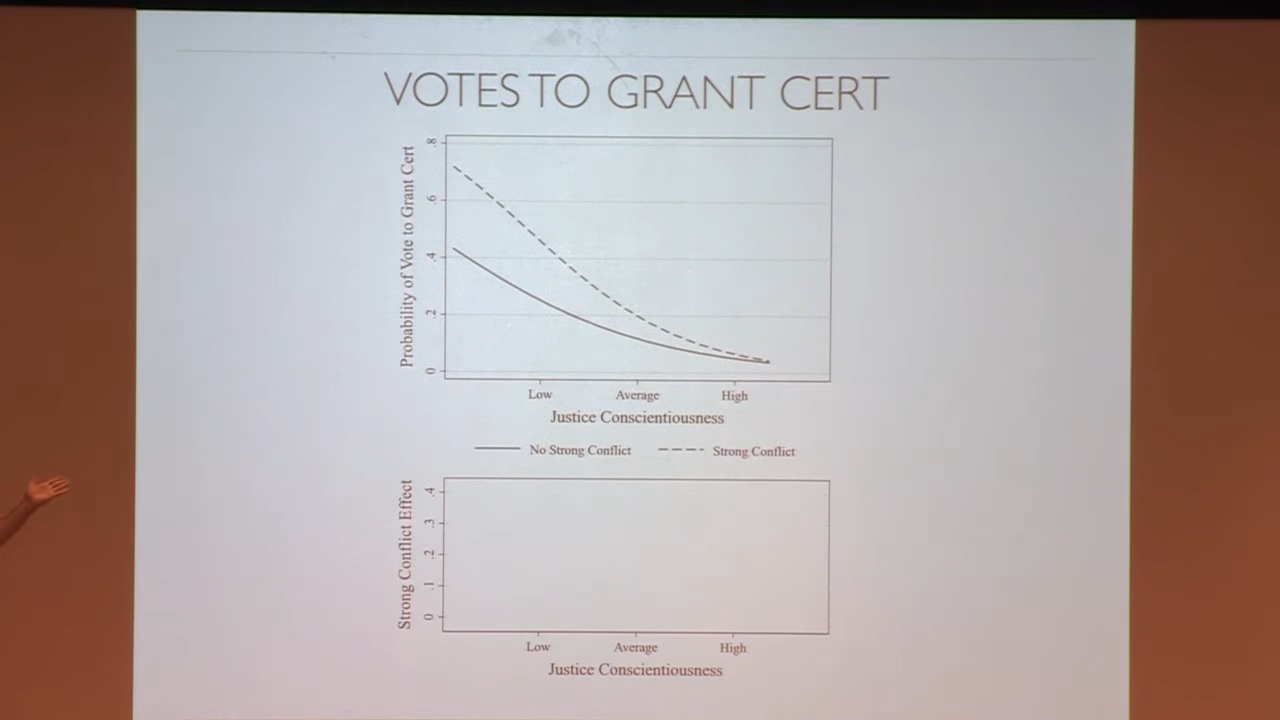 VOTES TO GRANT CERT
Probability of Vote to Grant Cert
.8
.6
.4
.2
0
Low Average High
Justice Conscientiousness
No Strong Conflict Strong Conflict
Strong Conflict Effect
.4
.3
.2
.1
0
Low Average High
Justice Conscientiousness